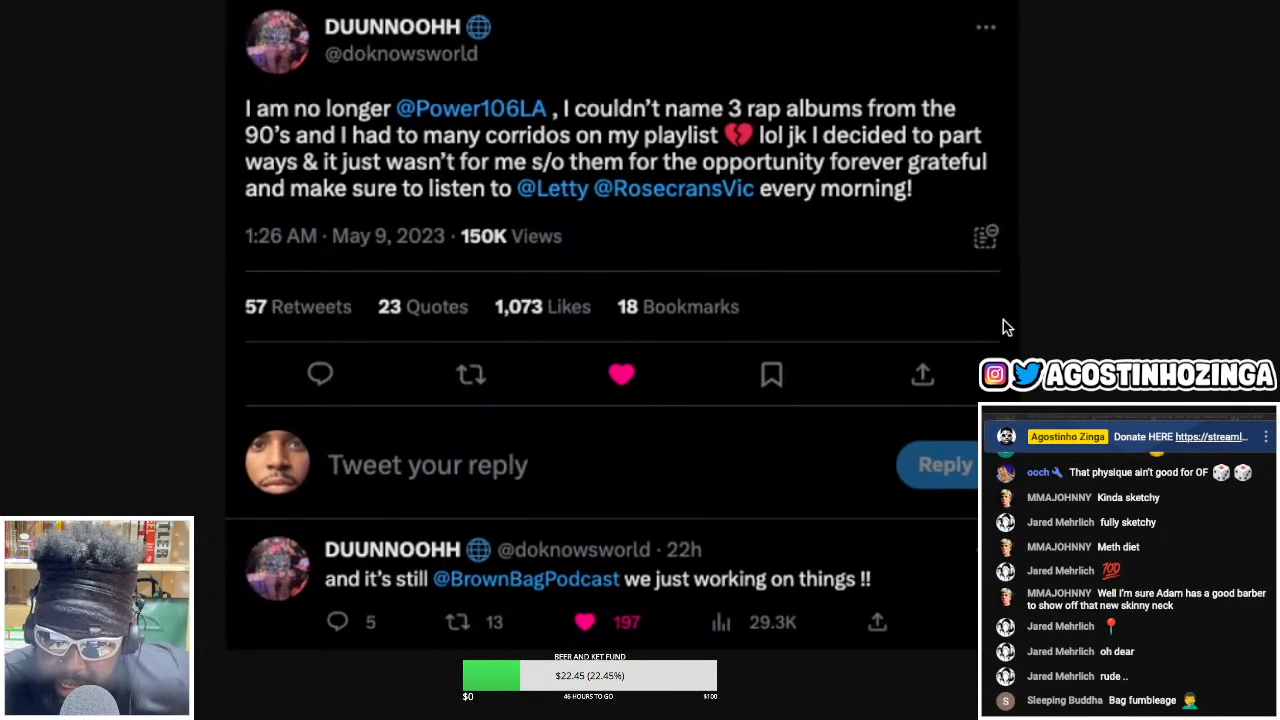 DUUNNOOHH
@doknowsworld
I am no longer @Power106LA , I couldn't name 3 rap albums from the
90's and I had to many corridos on my playlist 💔 lol jk I decided to part
ways & it just wasn't for me s/o them for the opportunity forever grateful
and make sure to listen to @Letty @RosecransVic every morning!
1:26 AM · May 9, 2023 · 150K Views
57 Retweets 23 Quotes 1,073 Likes 18 Bookmarks
Tweet your reply
Reply
DUUNNOOHH @doknowsworld · 22h
and it's still @BrownBagPodcast we just working on things !!
5 13 197 29.3K
AGOSTINHOZINGA
Agostinho Zinga Donate HERE https://streaml...
ooch That physique ain't good for OF 🎲 🎲
MMAJOHNNY Kinda sketchy
Jared Mehrlich fully sketchy
MMAJOHNNY Meth diet
Jared Mehrlich 💯
MMAJOHNNY Well I'm sure Adam has a good barber
to show off that new skinny neck
Jared Mehrlich 📍
Jared Mehrlich oh dear
Jared Mehrlich rude ..
S Sleeping Buddha Bag fumbleage 🤦‍♂️
BEER AND KET FUND
$22.45 (22.45%)
$0 46 HOURS TO GO $100